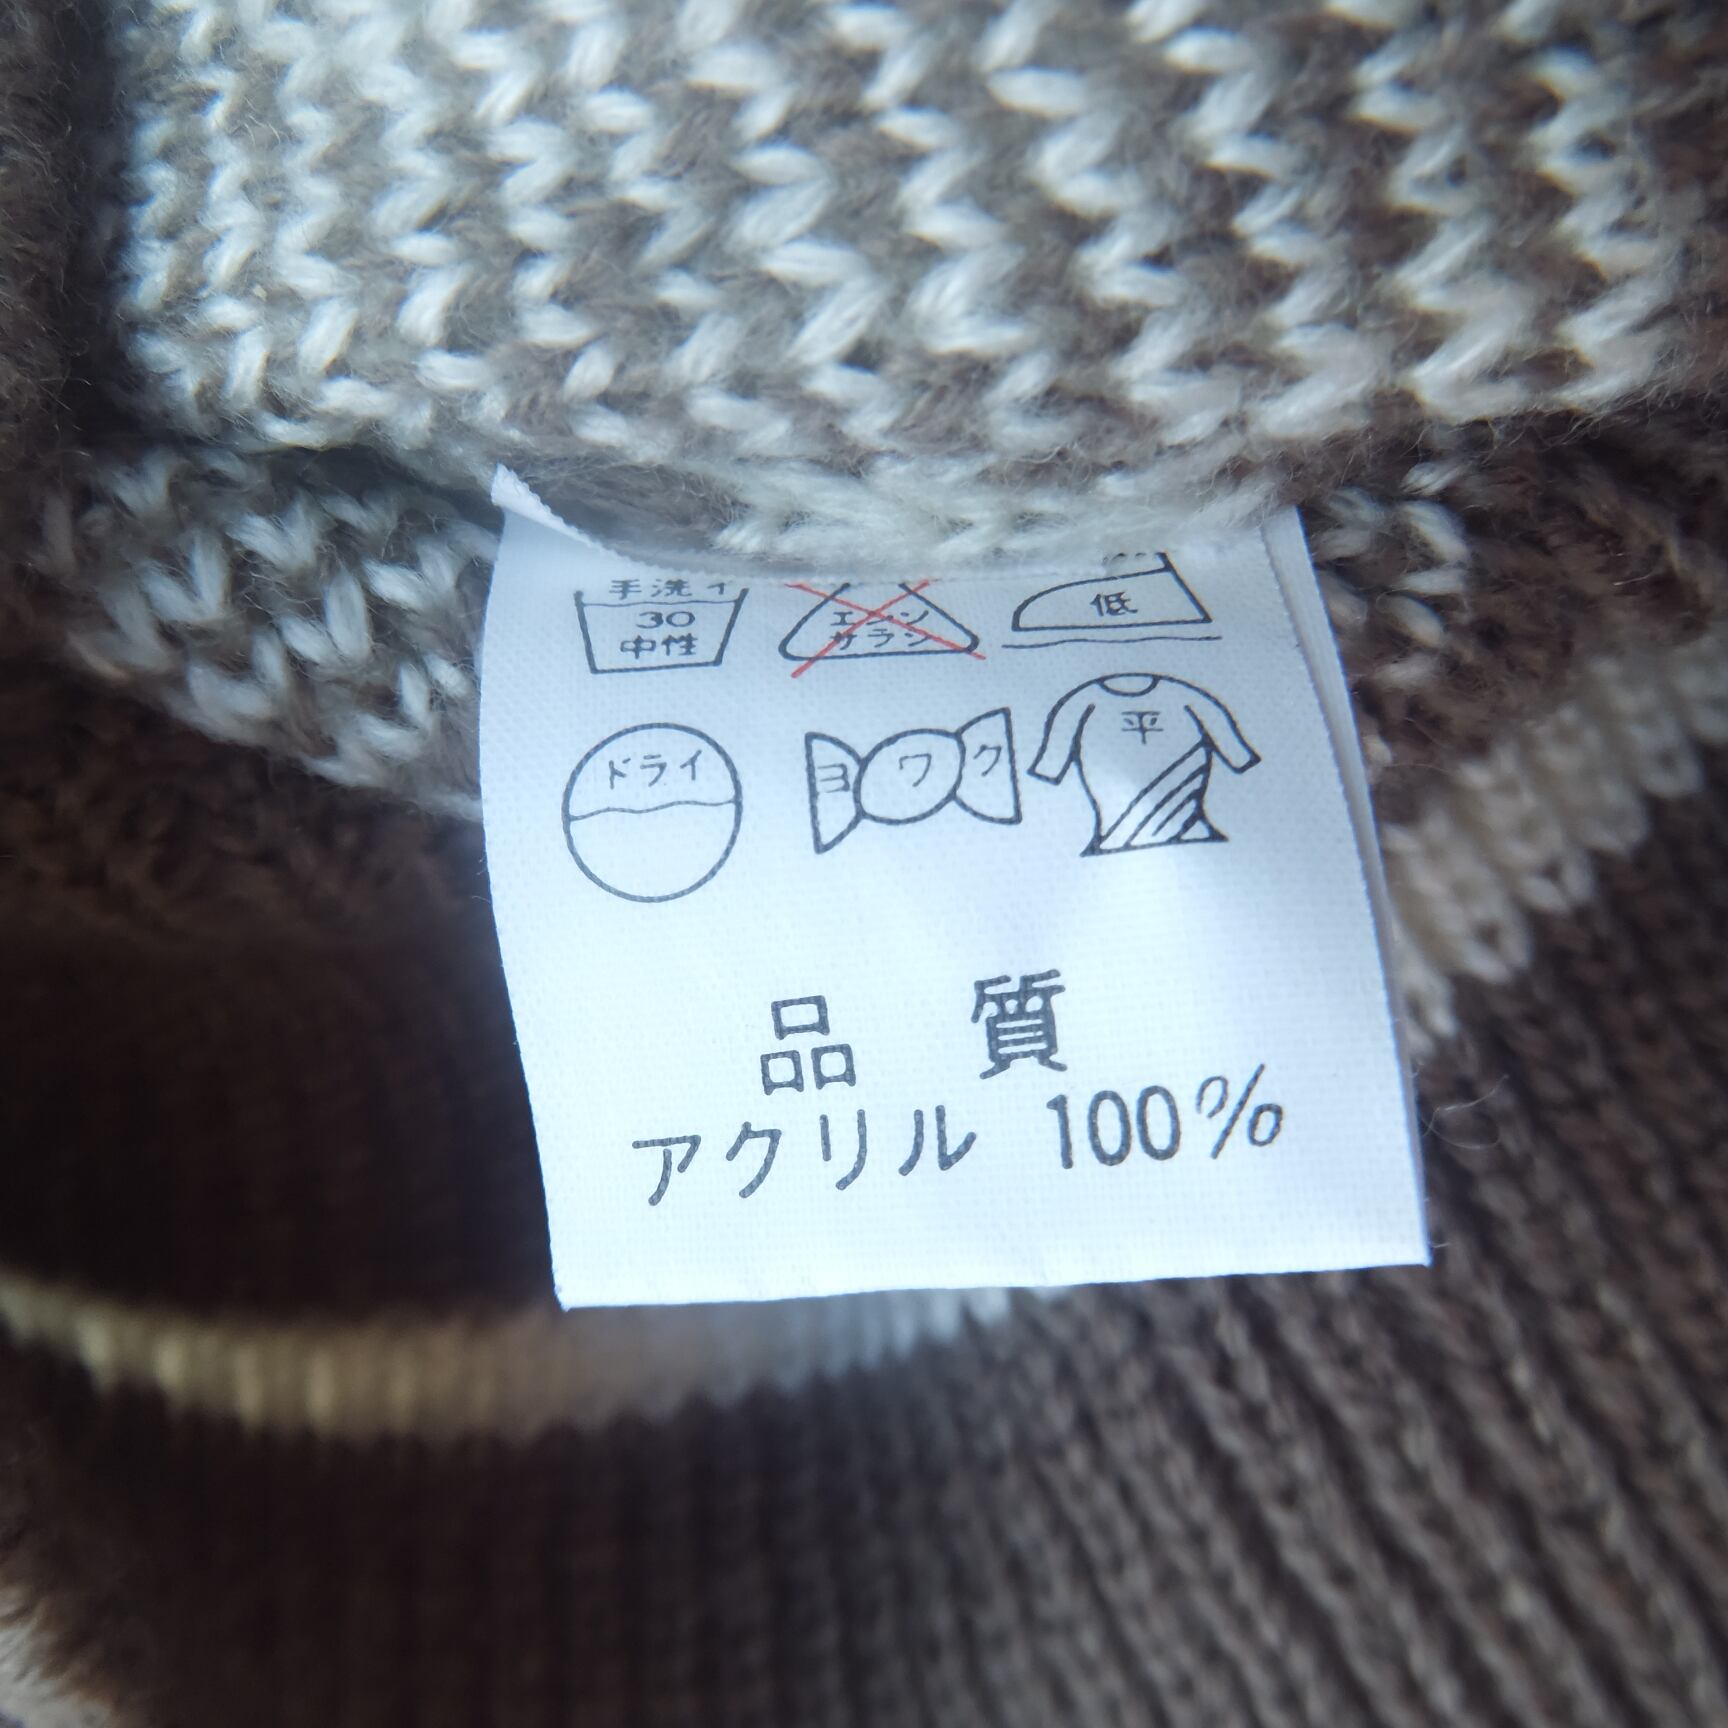 手洗イ
30
中性
エンソ
サラシ
低
ドライ
ヨワク
平
品 質
アクリル 100%